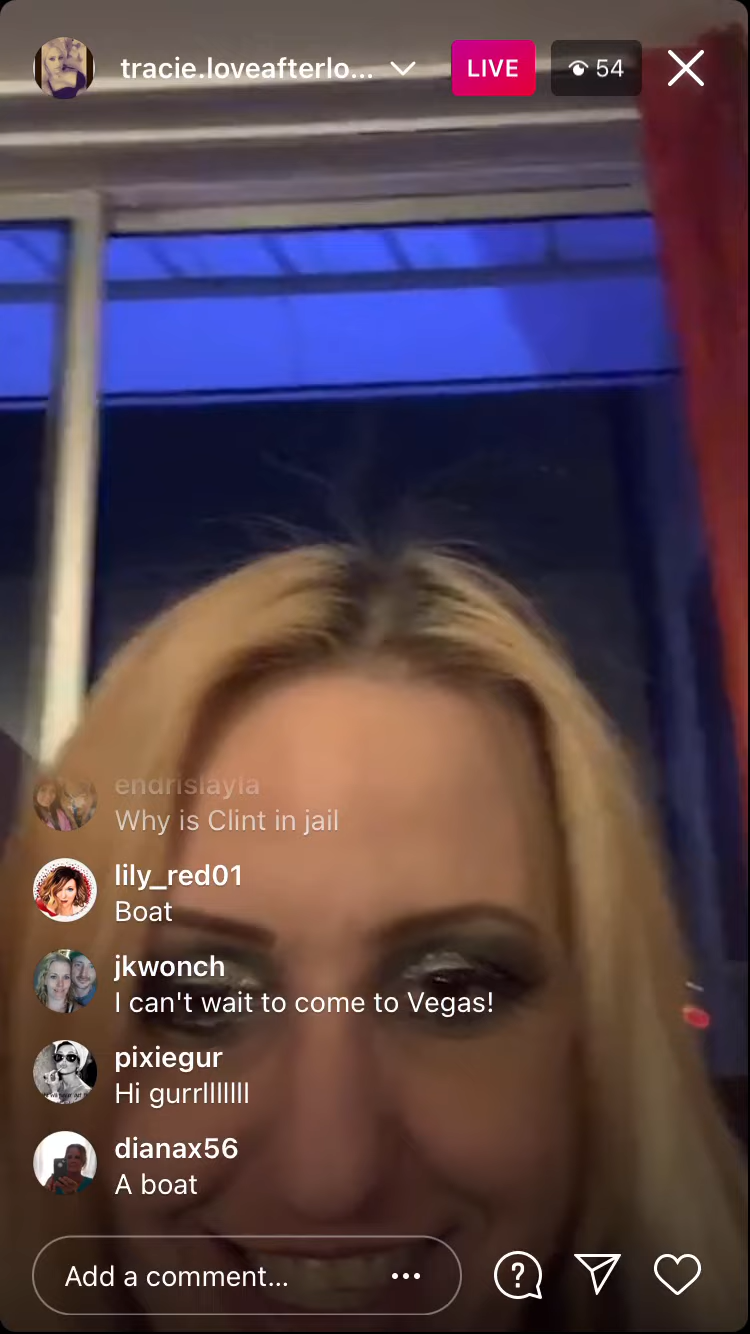 tracie.loveafterlo...
LIVE
54
endrislayla
Why is Clint in jail
lily_red01
Boat
jkwonch
I can't wait to come to Vegas!
pixiegur
Hi gurrlllllll
dianax56
A boat
Add a comment...